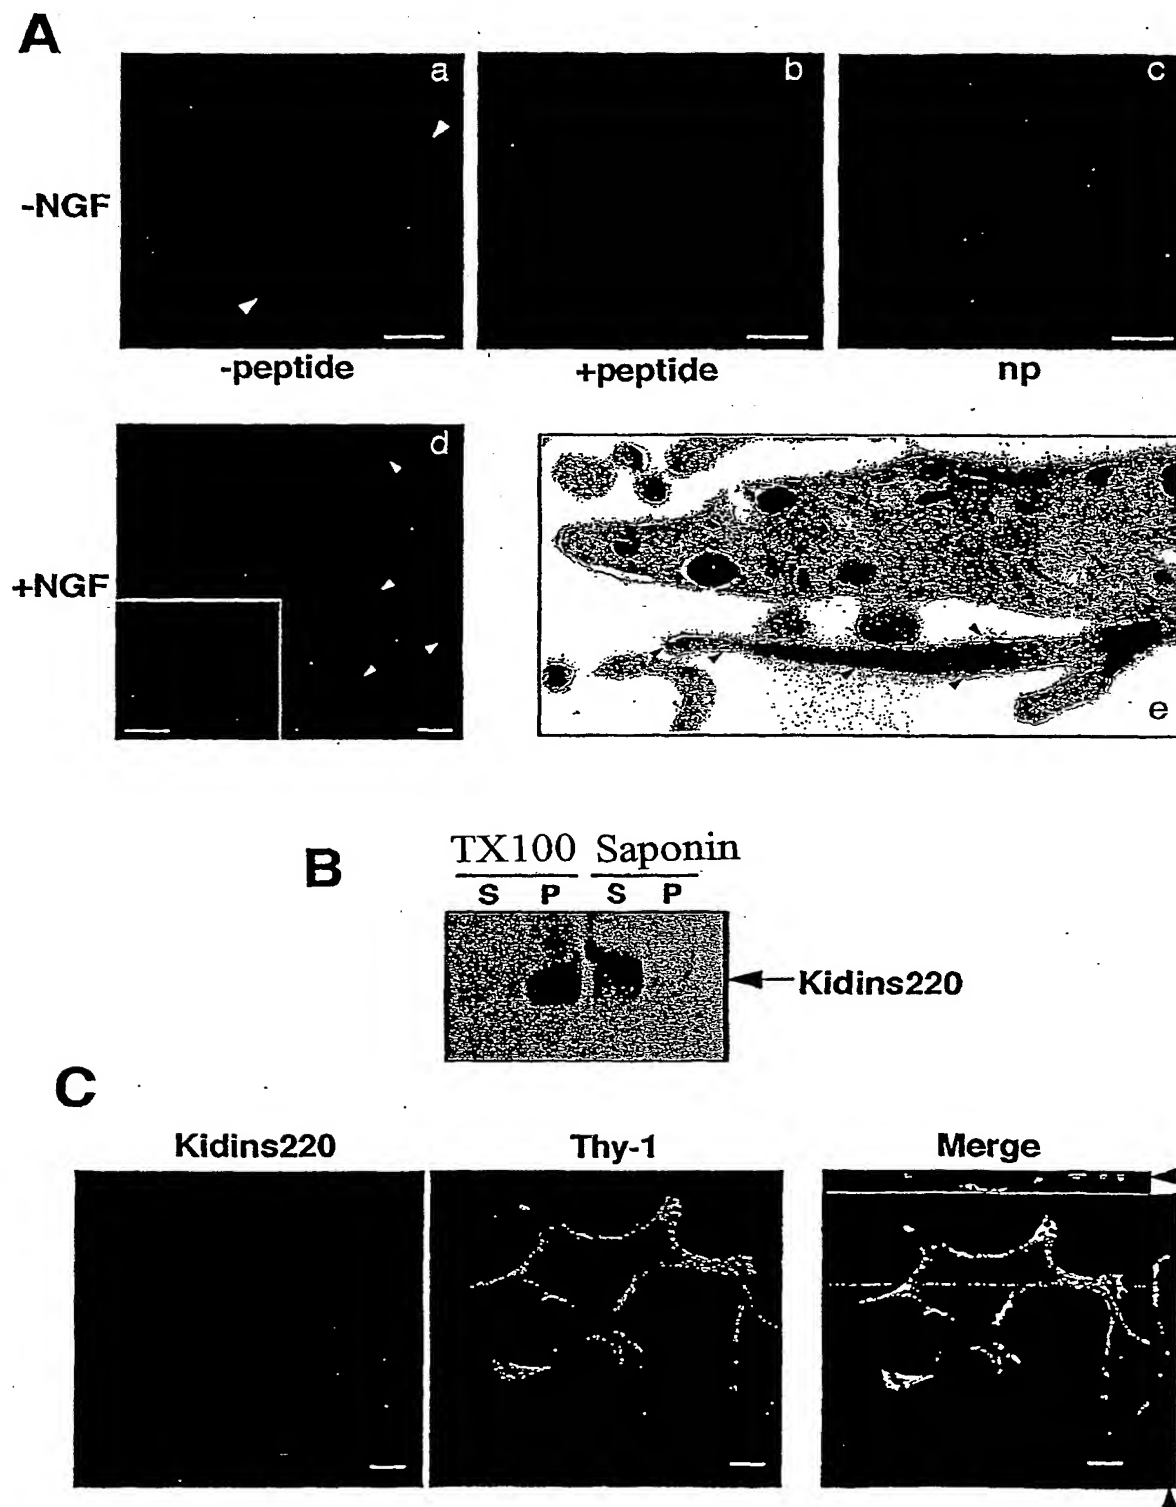 A
a b c
-NGF
-peptide +peptide np
d
+NGF
e
B
TX100 Saponin
S P S P
Kidins220
C
Kidins220 Thy-1 Merge